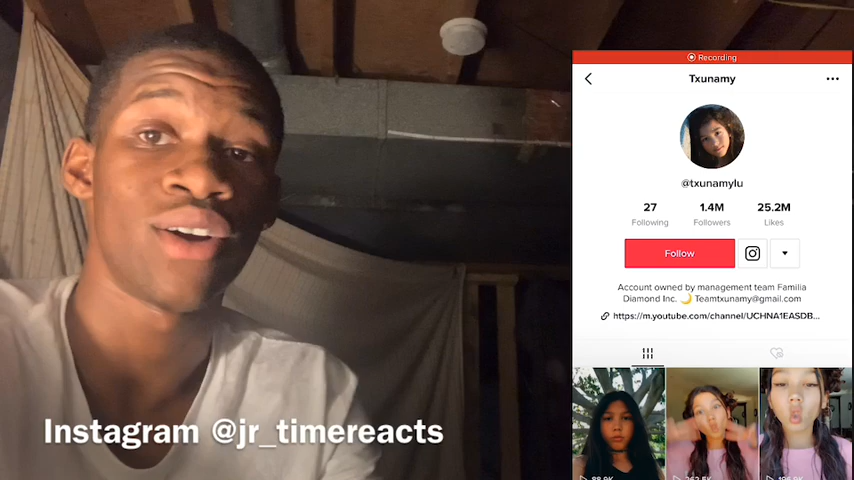 Recording
Txunamy
@txunamylu
27 1.4M 25.2M
Following Followers Likes
Follow
Account owned by management team Familia
Diamond Inc. 🌙 Teamtxunamy@gmail.com
https://m.youtube.com/channel/UCHNA1EASDB...
Instagram @jr_timereacts